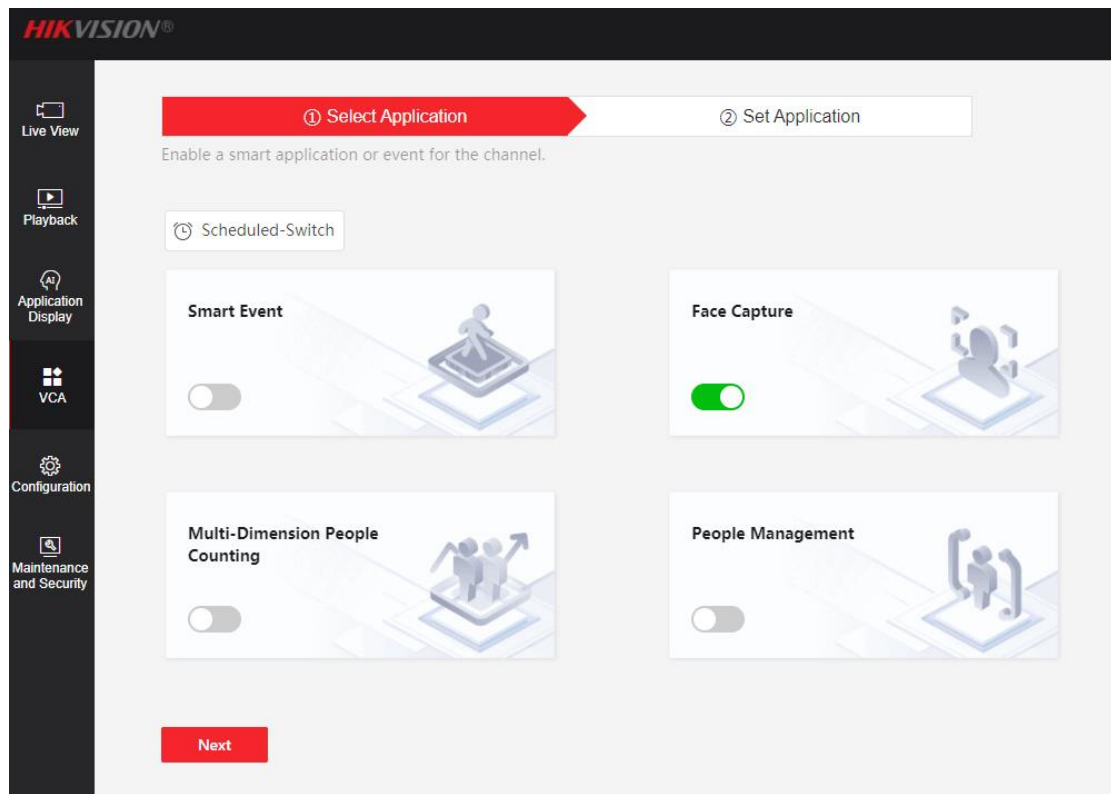 HIKVISION®
Live View
Playback
AI
Application
Display
VCA
Configuration
Maintenance
and Security
① Select Application
② Set Application
Enable a smart application or event for the channel.
Scheduled-Switch
Smart Event
Face Capture
Multi-Dimension People
Counting
People Management
Next